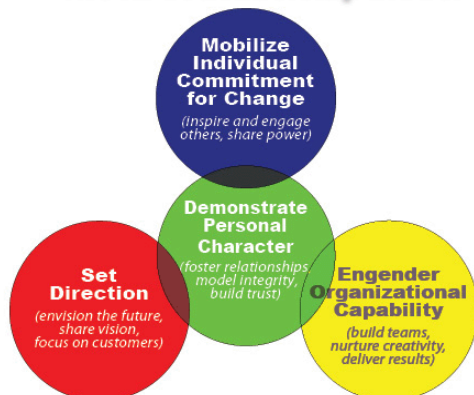 Mobilize
Individual
Commitment
for Change
(inspire and engage
others, share power)
Demonstrate
Personal
Character
(foster relationships,
model integrity,
build trust)
Set
Direction
(envision the future,
share vision,
focus on customers)
Engender
Organizational
Capability
(build teams,
nurture creativity,
deliver results)